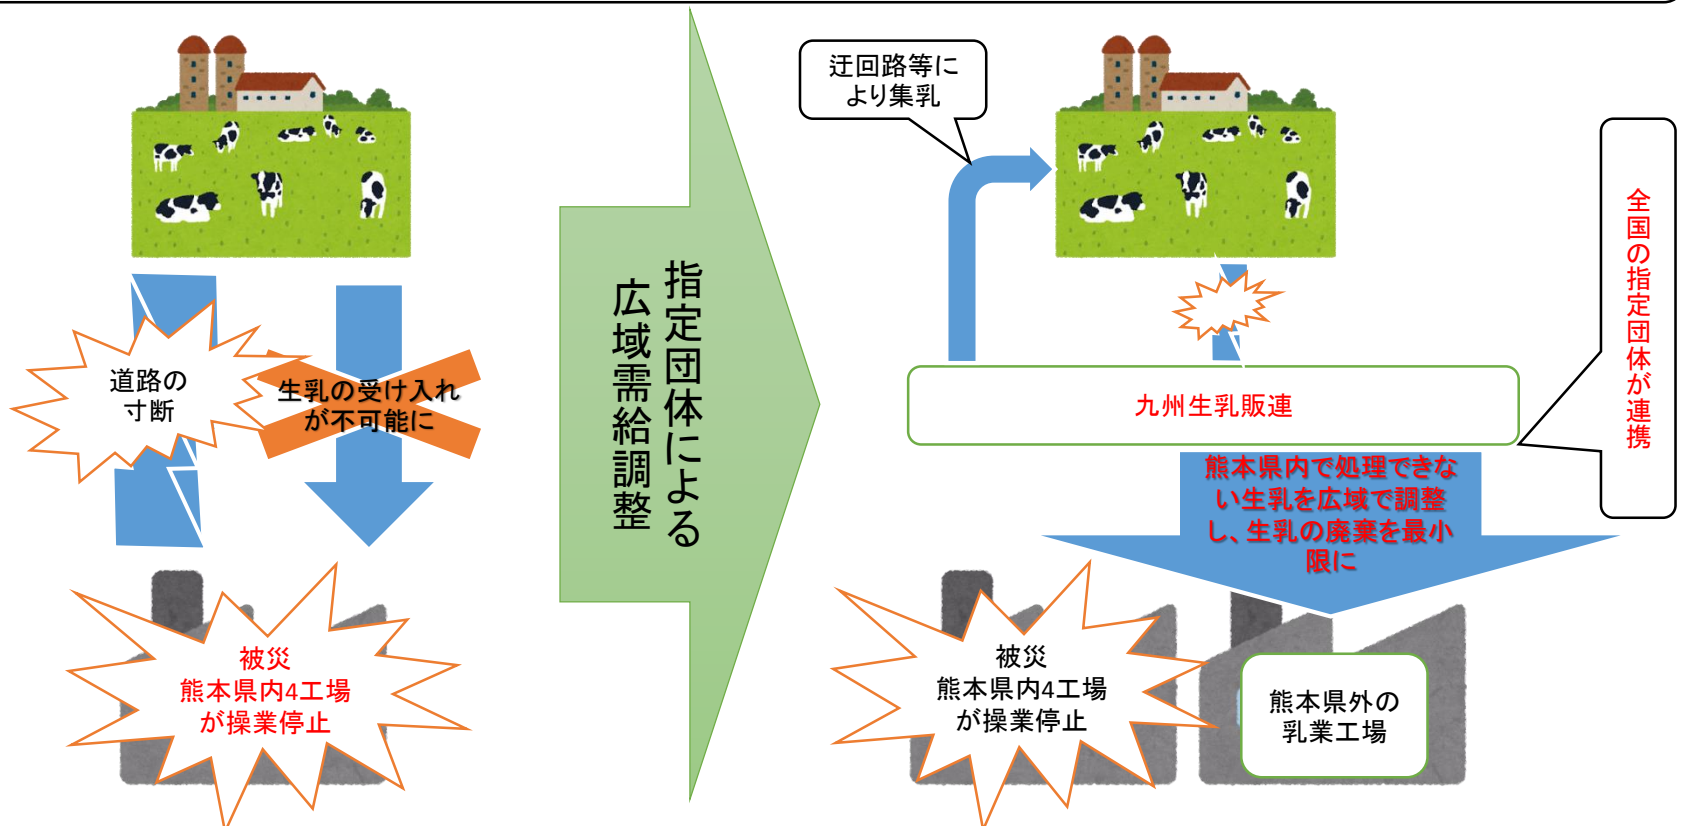 道路の
寸断
生乳の受け入れ
が不可能に
被災
熊本県内4工場
が操業停止
指定団体による
広域需給調整
迂回路等に
より集乳
九州生乳販連
全国の指定団体が連携
熊本県内で処理できな
い生乳を広域で調整
し、生乳の廃棄を最小
限に
被災
熊本県内4工場
が操業停止
熊本県外の
乳業工場